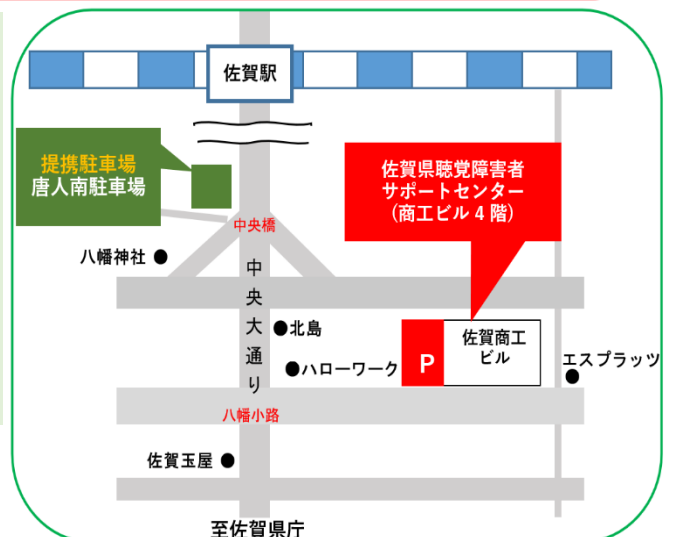 佐賀駅
提携駐車場
唐人南駐車場
佐賀県聴覚障害者
サポートセンター
(商工ビル４階)
中央橋
八幡神社
中央大通り
北島
ハローワーク
P
佐賀商工
ビル
エスプラッツ
八幡小路
佐賀玉屋
至佐賀県庁